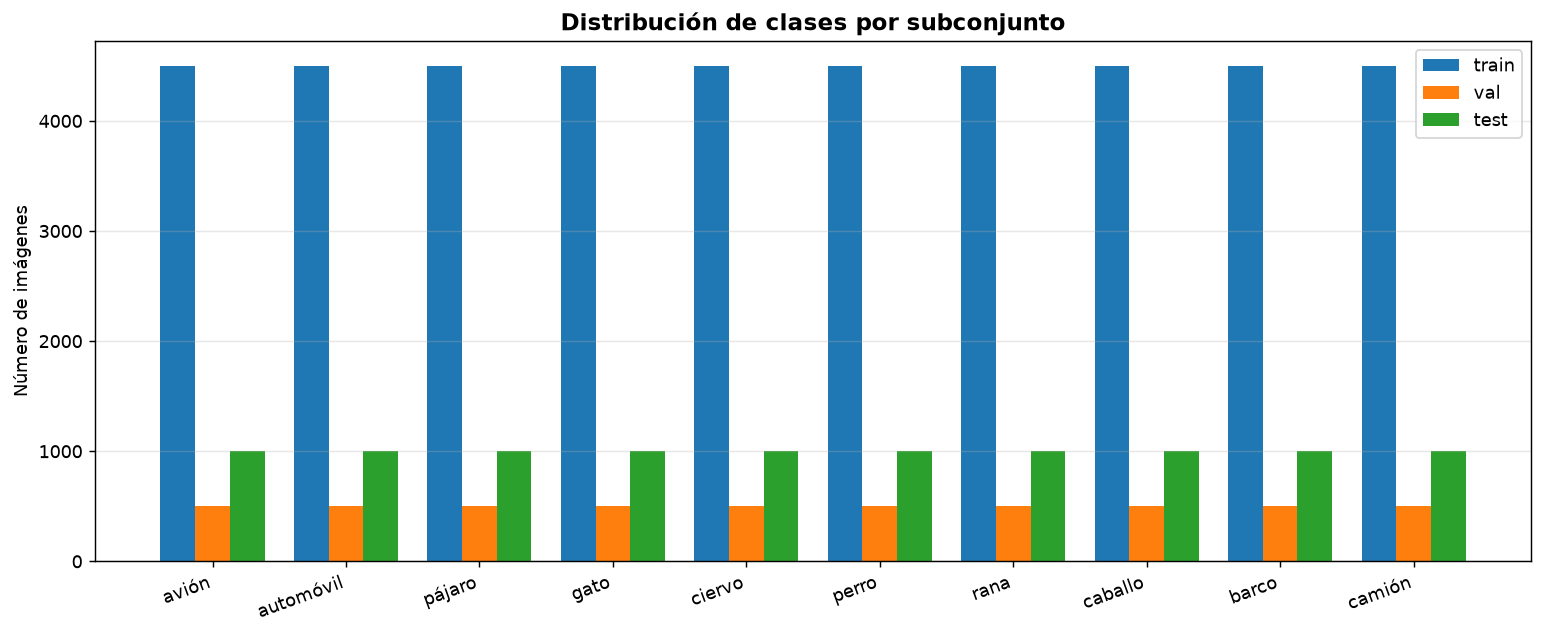 Distribución de clases por subconjunto
train
val
test
Número de imágenes
4000
3000
2000
1000
0
avión
automóvil
pájaro
gato
ciervo
perro
rana
caballo
barco
camión